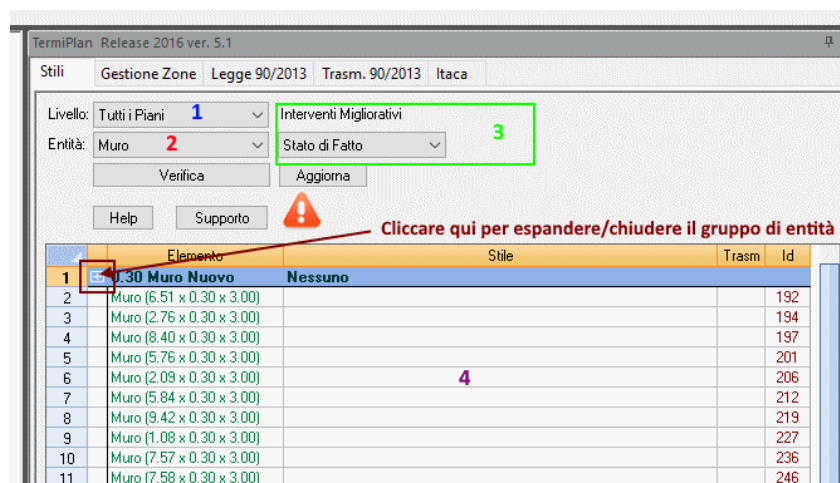 TermiPlan Release 2016 ver. 5.1
Stili Gestione Zone Legge 90/2013 Trasm. 90/2013 Itaca
Livello: Tutti i Piani 1 Interventi Migliorativi
3
Entità: Muro 2 Stato di Fatto
Verifica Aggiorna
Help Supporto
Cliccare qui per espandere/chiudere il gruppo di entità
Elemento Stile Trasm Id
1 0.30 Muro Nuovo Nessuno
2 Muro (6.51 x 0.30 x 3.00) 192
3 Muro (2.76 x 0.30 x 3.00) 194
4 Muro (8.40 x 0.30 x 3.00) 197
5 Muro (5.76 x 0.30 x 3.00) 201
6 Muro (2.09 x 0.30 x 3.00) 4 206
7 Muro (5.84 x 0.30 x 3.00) 212
8 Muro (9.42 x 0.30 x 3.00) 219
9 Muro (1.08 x 0.30 x 3.00) 227
10 Muro (7.57 x 0.30 x 3.00) 236
11 Muro (7.58 x 0.30 x 3.00) 246